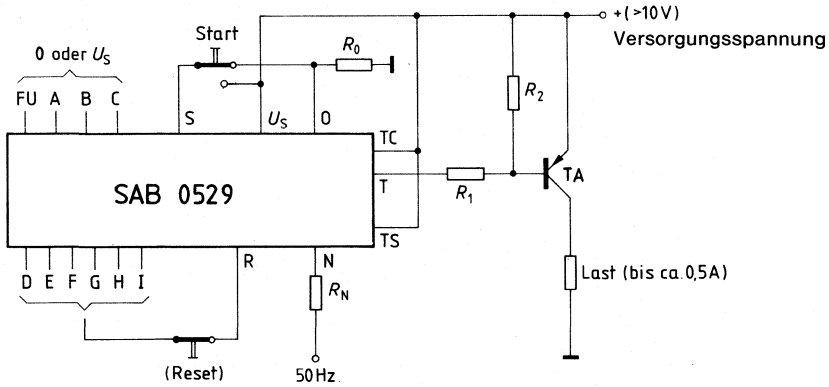 +(>10V)
Versorgungsspannung
Start
0 oder U_S
R_0
FU A B C
S U_S 0
R_2
TC
T
TS
R_1
TA
SAB 0529
D E F G H I
R N
R_N
Last (bis ca. 0,5A)
(Reset)
50Hz